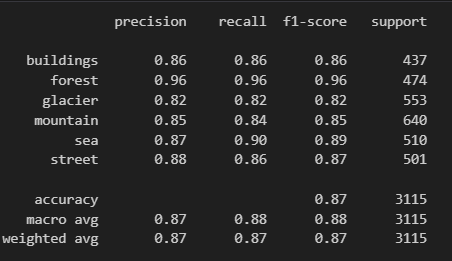 precision recall f1-score support
buildings 0.86 0.86 0.86 437
forest 0.96 0.96 0.96 474
glacier 0.82 0.82 0.82 553
mountain 0.85 0.84 0.85 640
sea 0.87 0.90 0.89 510
street 0.88 0.86 0.87 501
accuracy 0.87 3115
macro avg 0.87 0.88 0.88 3115
weighted avg 0.87 0.87 0.87 3115